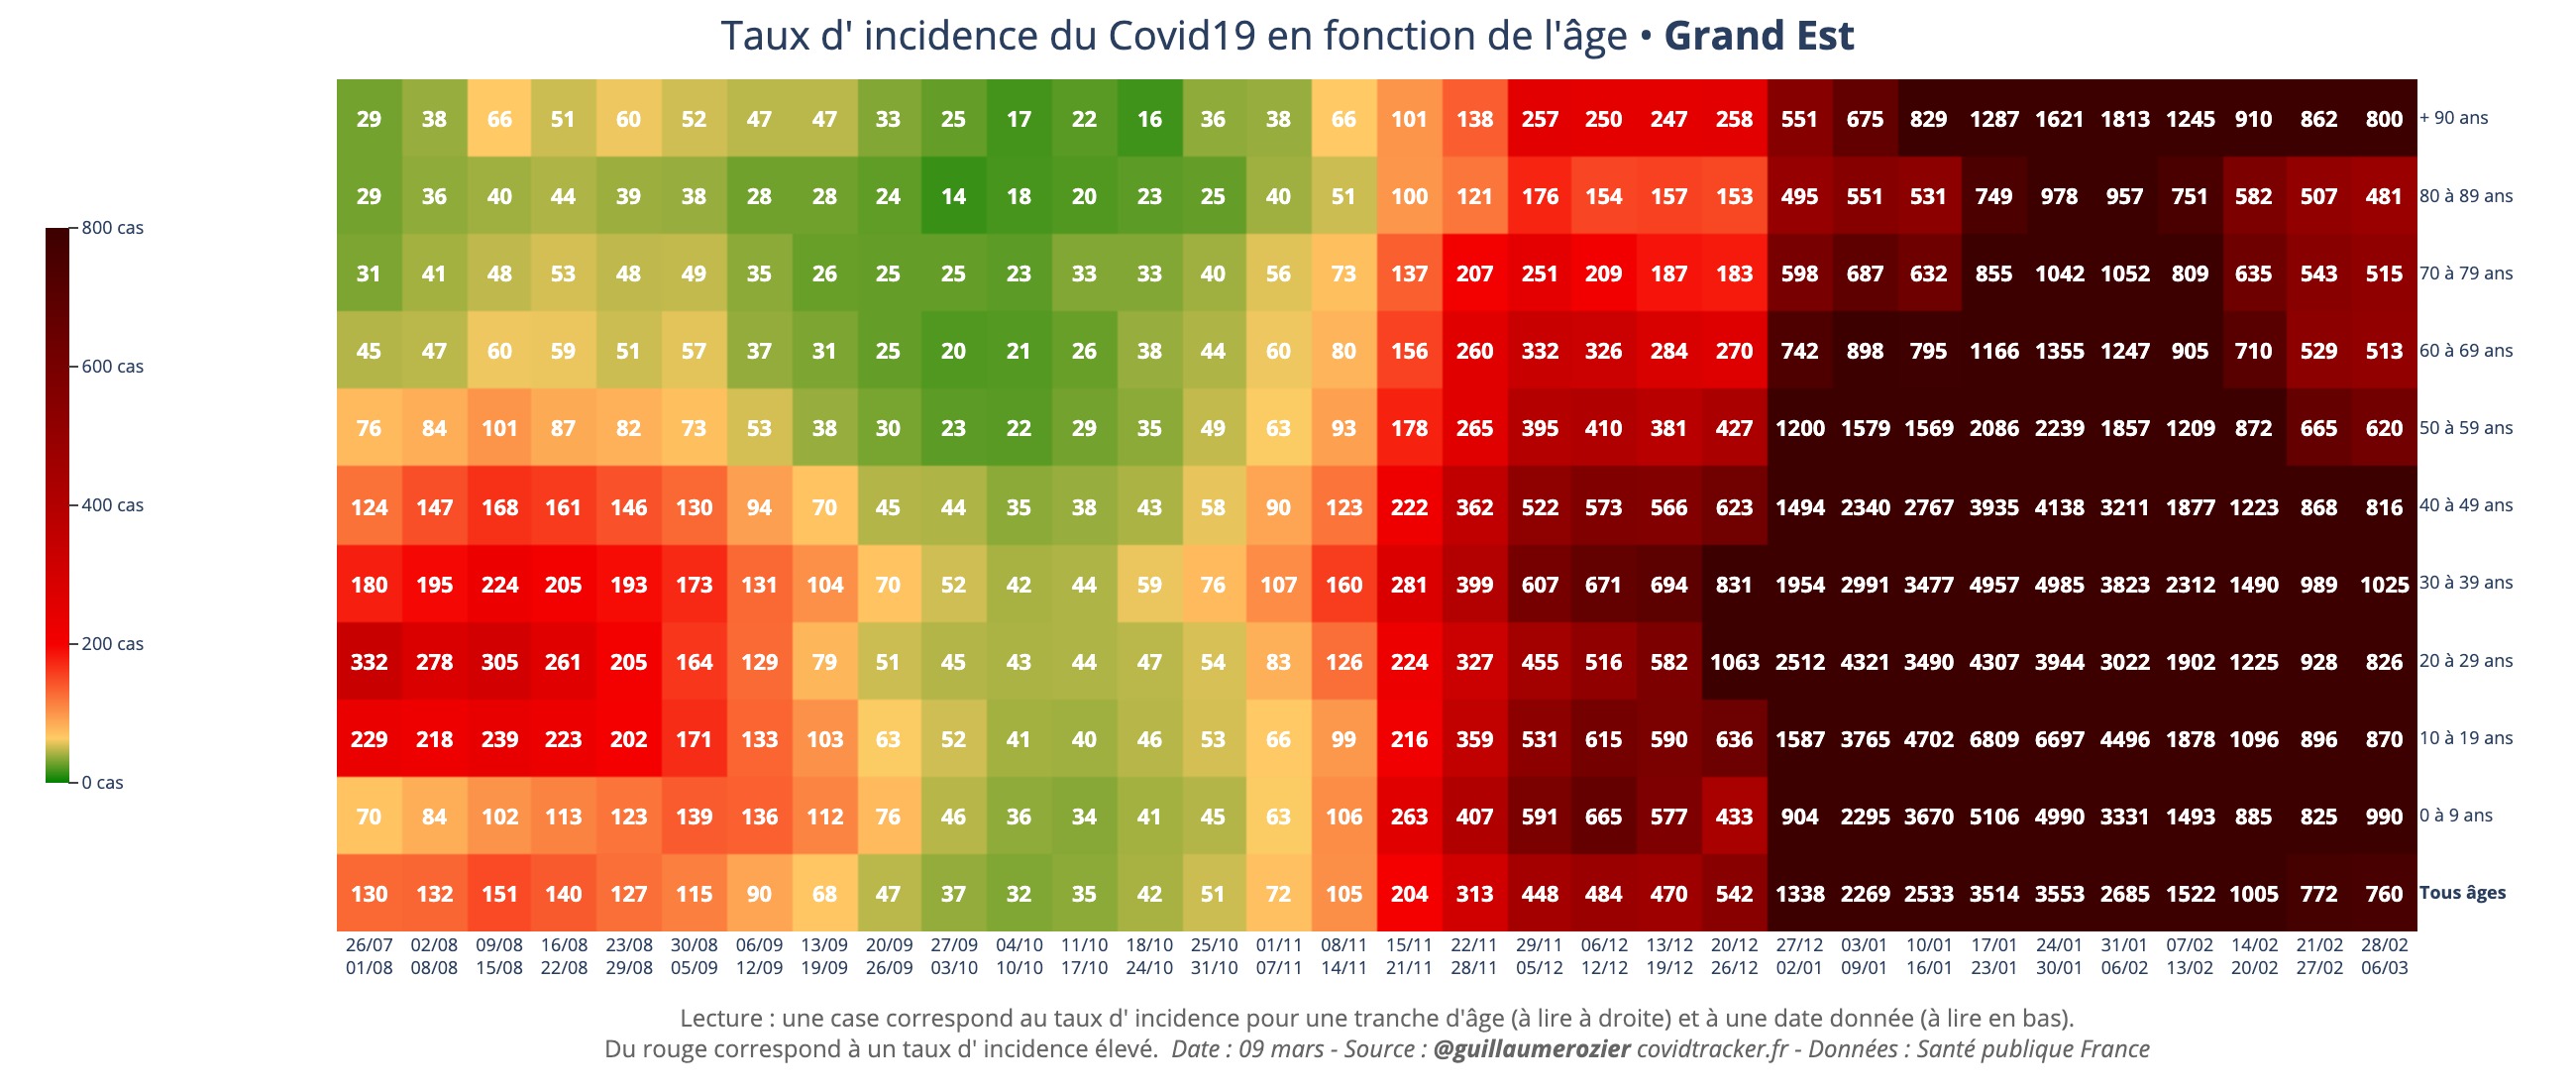 Taux d' incidence du Covid19 en fonction de l'âge • Grand Est
800 cas
600 cas
400 cas
200 cas
0 cas
29 38 66 51 60 52 47 47 33 25 17 22 16 36 38 66 101 138 257 250 247 258 551 675 829 1287 1621 1813 1245 910 862 800 + 90 ans
29 36 40 44 39 38 28 28 24 14 18 20 23 25 40 51 100 121 176 154 157 153 495 551 531 749 978 957 751 582 507 481 80 à 89 ans
31 41 48 53 48 49 35 26 25 25 23 33 33 40 56 73 137 207 251 209 187 183 598 687 632 855 1042 1052 809 635 543 515 70 à 79 ans
45 47 60 59 51 57 37 31 25 20 21 26 38 44 60 80 156 260 332 326 284 270 742 898 795 1166 1355 1247 905 710 529 513 60 à 69 ans
76 84 101 87 82 73 53 38 30 23 22 29 35 49 63 93 178 265 395 410 381 427 1200 1579 1569 2086 2239 1857 1209 872 665 620 50 à 59 ans
124 147 168 161 146 130 94 70 45 44 35 38 43 58 90 123 222 362 522 573 566 623 1494 2340 2767 3935 4138 3211 1877 1223 868 816 40 à 49 ans
180 195 224 205 193 173 131 104 70 52 42 44 59 76 107 160 281 399 607 671 694 831 1954 2991 3477 4957 4985 3823 2312 1490 989 1025 30 à 39 ans
332 278 305 261 205 164 129 79 51 45 43 44 47 54 83 126 224 327 455 516 582 1063 2512 4321 3490 4307 3944 3022 1902 1225 928 826 20 à 29 ans
229 218 239 223 202 171 133 103 63 52 41 40 46 53 66 99 216 359 531 615 590 636 1587 3765 4702 6809 6697 4496 1878 1096 896 870 10 à 19 ans
70 84 102 113 123 139 136 112 76 46 36 34 41 45 63 106 263 407 591 665 577 433 904 2295 3670 5106 4990 3331 1493 885 825 990 0 à 9 ans
130 132 151 140 127 115 90 68 47 37 32 35 42 51 72 105 204 313 448 484 470 542 1338 2269 2533 3514 3553 2685 1522 1005 772 760 Tous âges
26/07 02/08 09/08 16/08 23/08 30/08 06/09 13/09 20/09 27/09 04/10 11/10 18/10 25/10 01/11 08/11 15/11 22/11 29/11 06/12 13/12 20/12 27/12 03/01 10/01 17/01 24/01 31/01 07/02 14/02 21/02 28/02
01/08 08/08 15/08 22/08 29/08 05/09 12/09 19/09 26/09 03/10 10/10 17/10 24/10 31/10 07/11 14/11 21/11 28/11 05/12 12/12 19/12 26/12 02/01 09/01 16/01 23/01 30/01 06/02 13/02 20/02 27/02 06/03
Lecture : une case correspond au taux d' incidence pour une tranche d'âge (à lire à droite) et à une date donnée (à lire en bas).
Du rouge correspond à un taux d' incidence élevé. Date : 09 mars - Source : @guillaumerozier covidtracker.fr - Données : Santé publique France